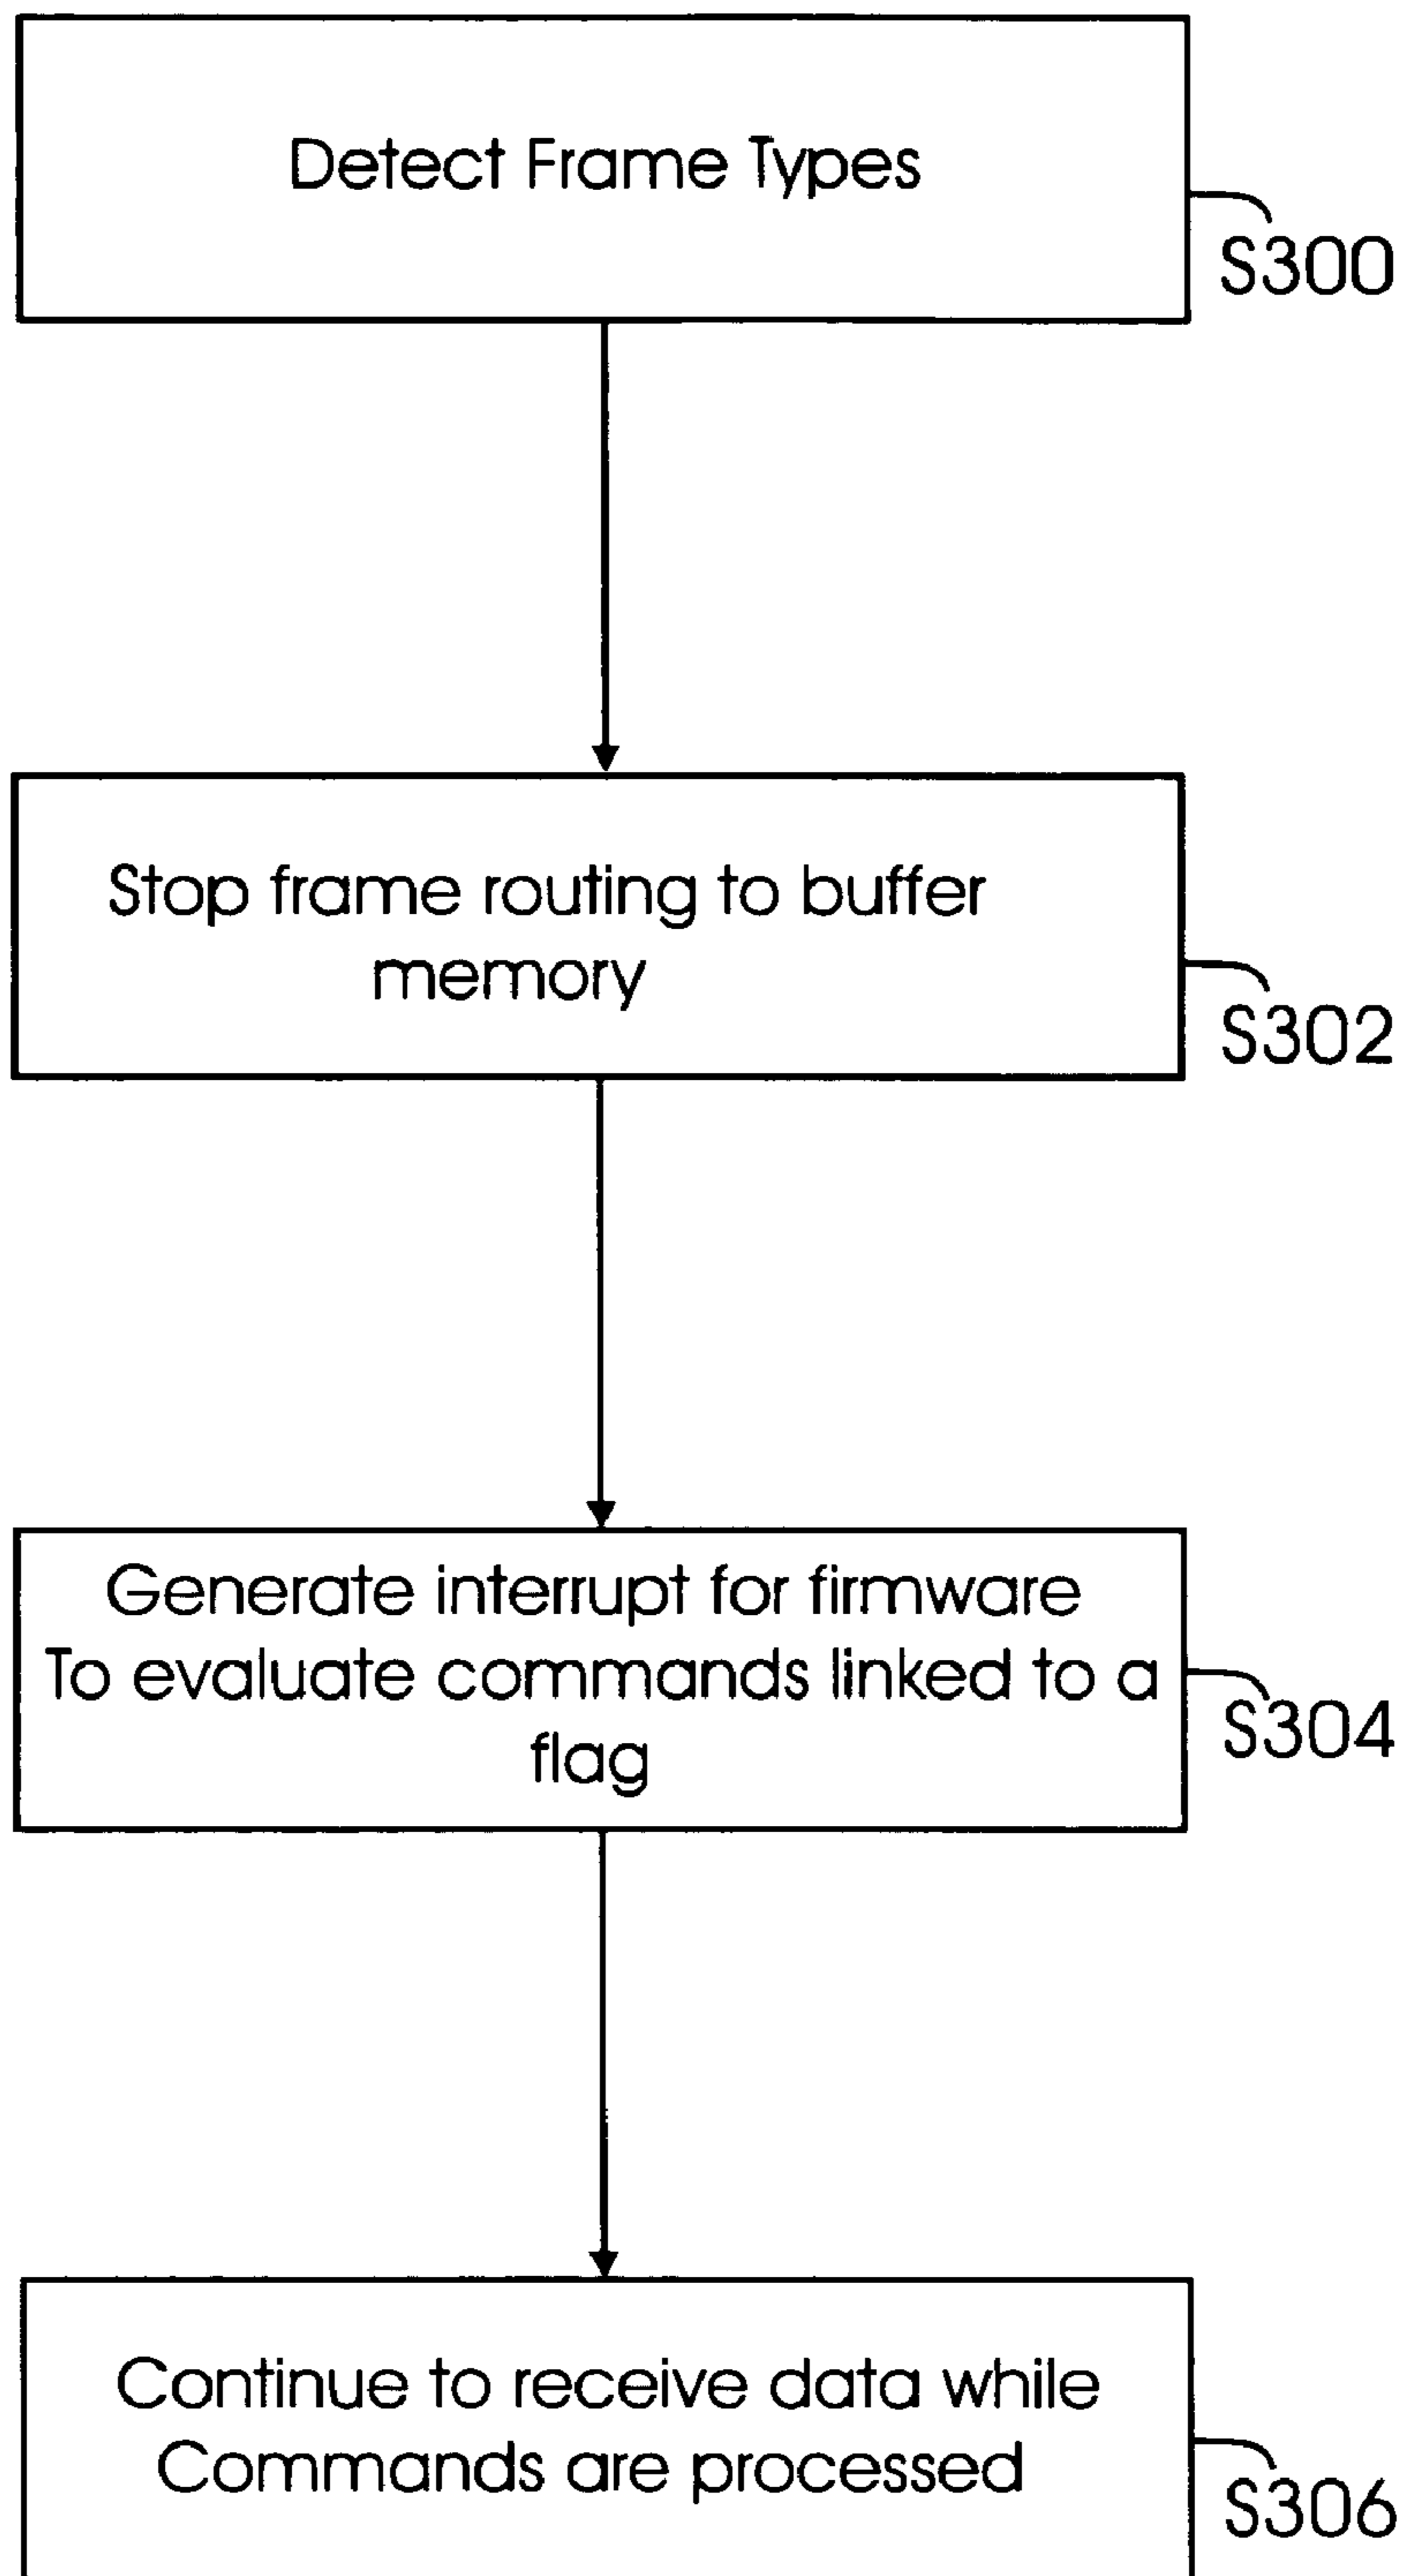 Detect Frame Types
S300
Stop frame routing to buffer
memory
S302
Generate interrupt for firmware
To evaluate commands linked to a
flag
S304
Continue to receive data while
Commands are processed
S306